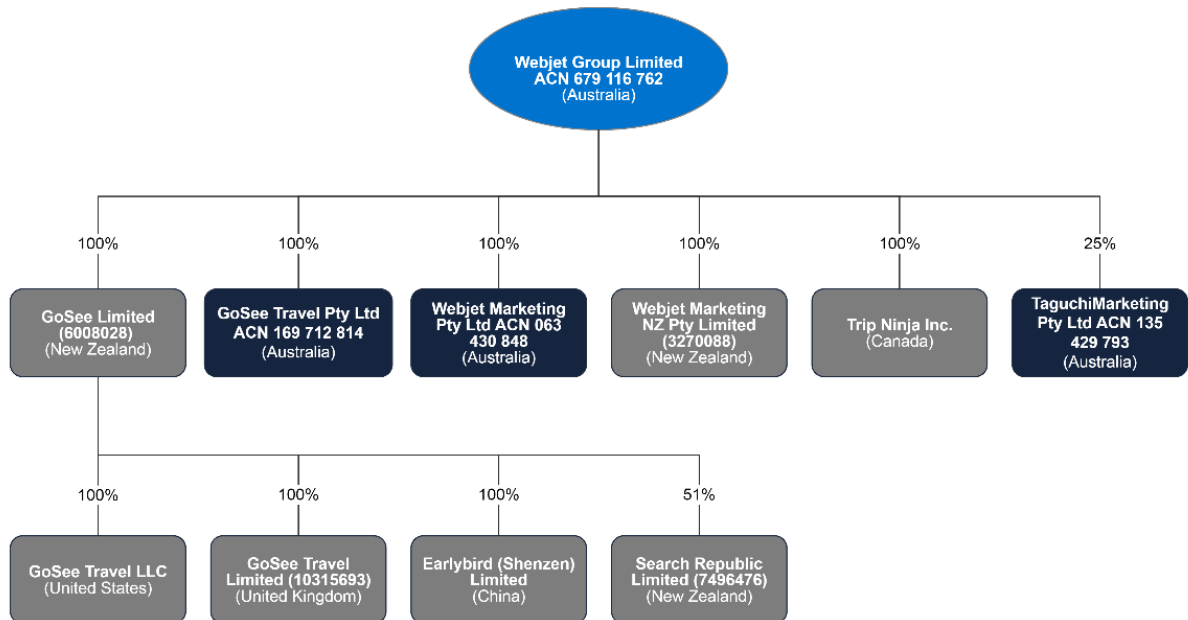 Webjet Group Limited
ACN 679 116 762
(Australia)
100%
100%
100%
100%
100%
25%
GoSee Limited
(6008028)
(New Zealand)
GoSee Travel Pty Ltd
ACN 169 712 814
(Australia)
Webjet Marketing
Pty Ltd ACN 063
430 848
(Australia)
Webjet Marketing
NZ Pty Limited
(3270088)
(New Zealand)
Trip Ninja Inc.
(Canada)
TaguchiMarketing
Pty Ltd ACN 135
429 793
(Australia)
100%
100%
100%
51%
GoSee Travel LLC
(United States)
GoSee Travel
Limited (10315693)
(United Kingdom)
Earlybird (Shenzen)
Limited
(China)
Search Republic
Limited (7496476)
(New Zealand)